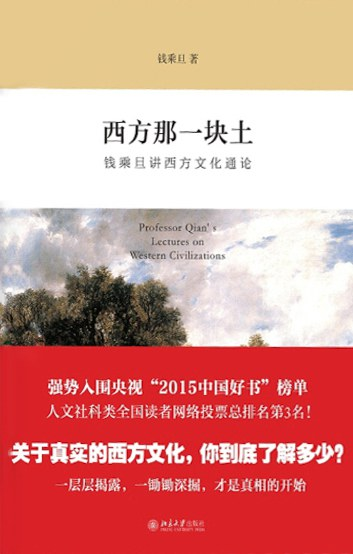 钱乘旦 著
西方那一块土
钱乘旦讲西方文化通论
Professor Qian's
Lectures on
Western Civilizations
强势入围央视“2015中国好书”榜单
人文社科类全国读者网络投票总排名第3名！
关于真实的西方文化，你到底了解多少？
一层层揭露，一锄锄深掘，才是真相的开始
北京大学出版社